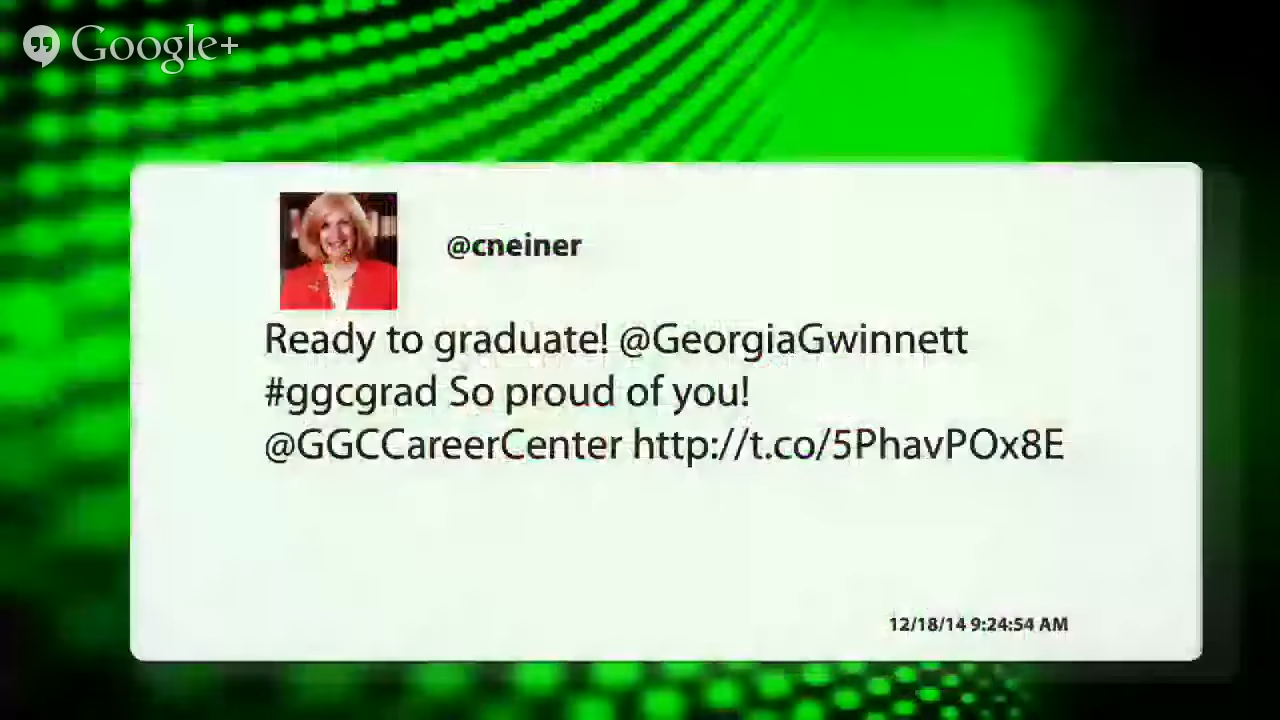 Google+
@cneiner
Ready to graduate! @GeorgiaGwinnett
#ggcgrad So proud of you!
@GGCCareerCenter http://t.co/5PhavPOx8E
12/18/14 9:24:54 AM